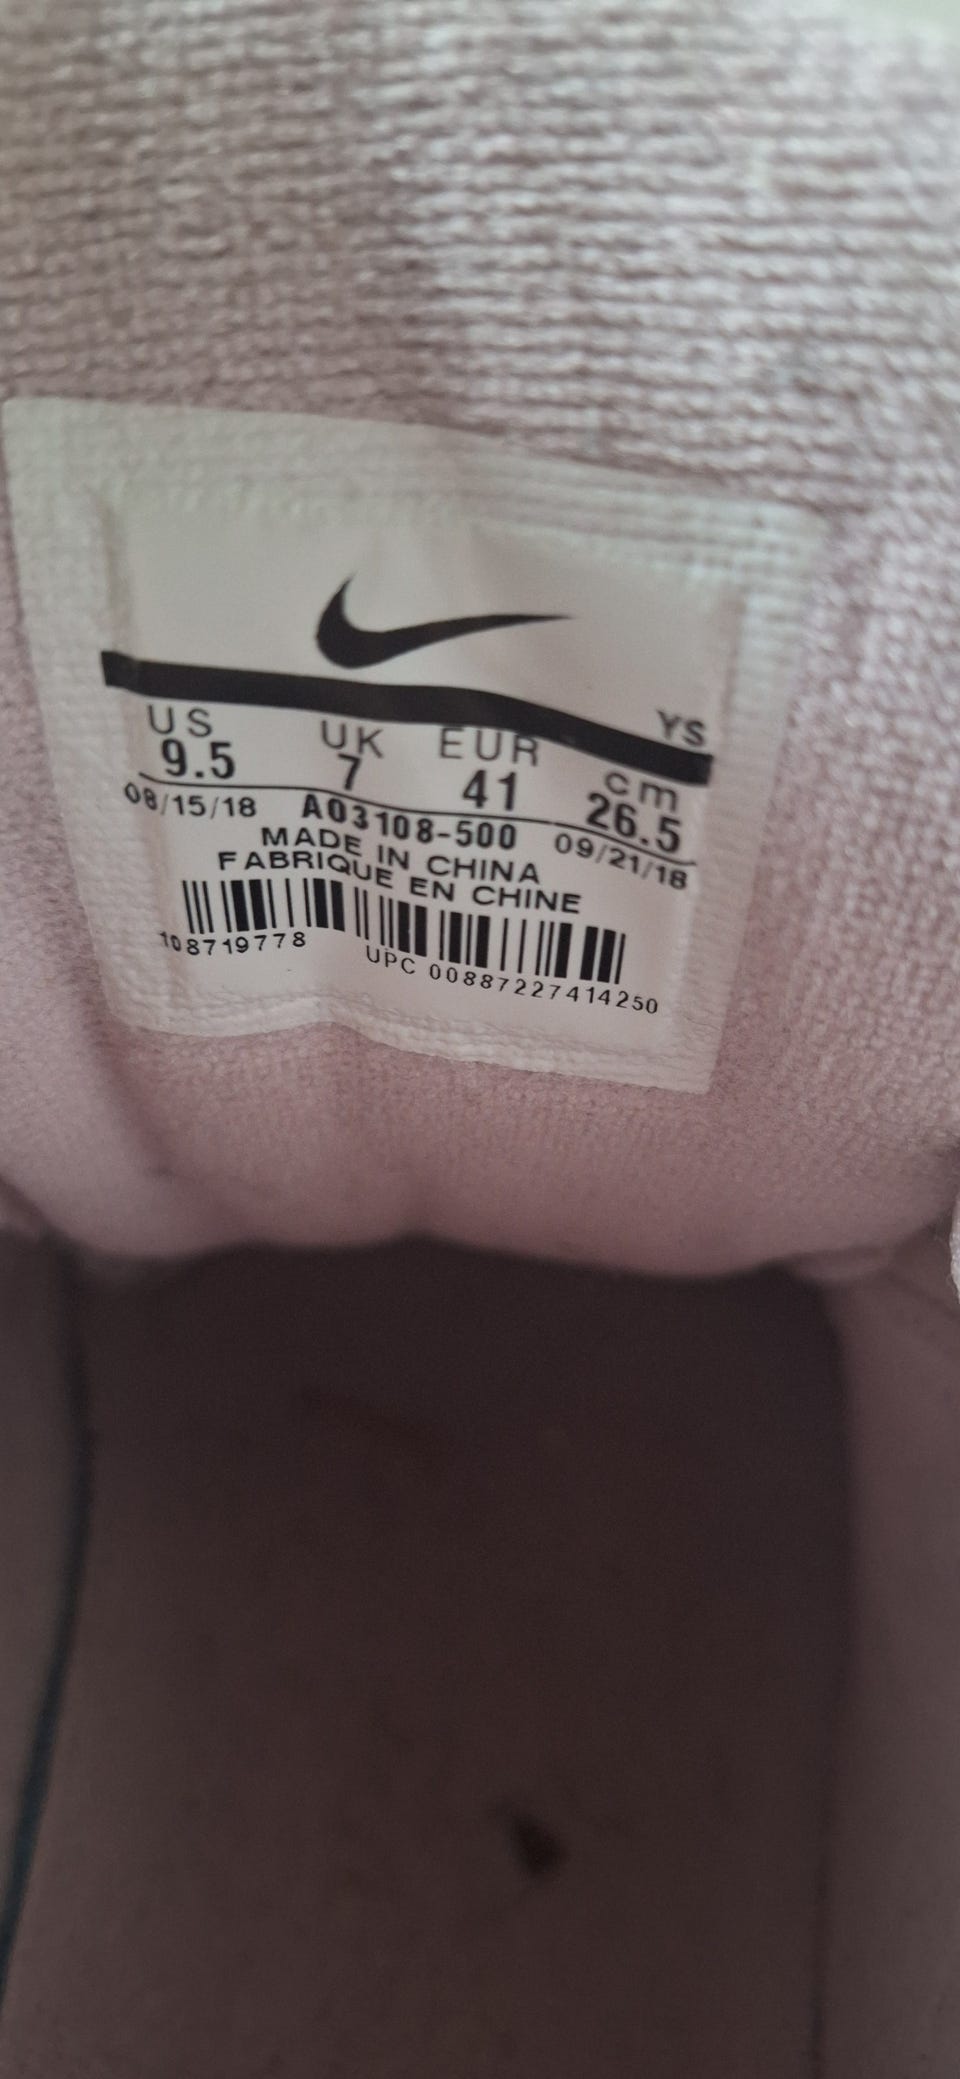 YS
US UK EUR cm
9.5 7 41 26.5
08/15/18 A03108-500 09/21/18
MADE IN CHINA
FABRIQUE EN CHINE
108719778 UPC 00887227414250